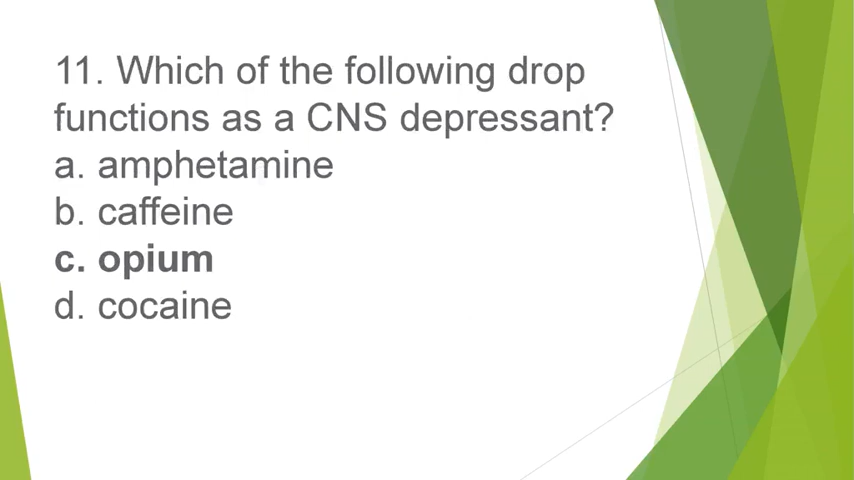 11. Which of the following drop
functions as a CNS depressant?
a. amphetamine
b. caffeine
c. opium
d. cocaine